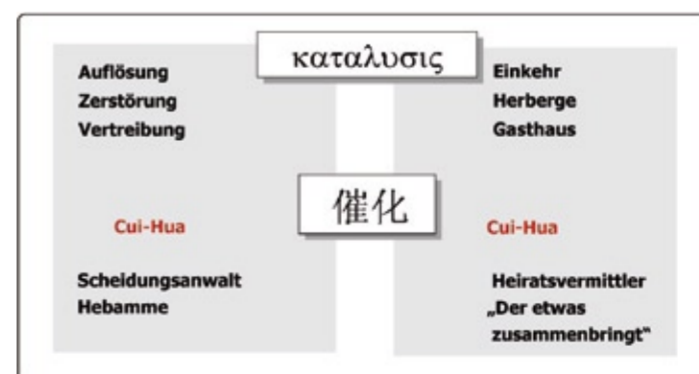 καταλυσις
Auflösung
Zerstörung
Vertreibung
Einkehr
Herberge
Gasthaus
催化
Cui-Hua
Cui-Hua
Scheidungsanwalt
Hebamme
Heiratsvermittler
„Der etwas
zusammenbringt“